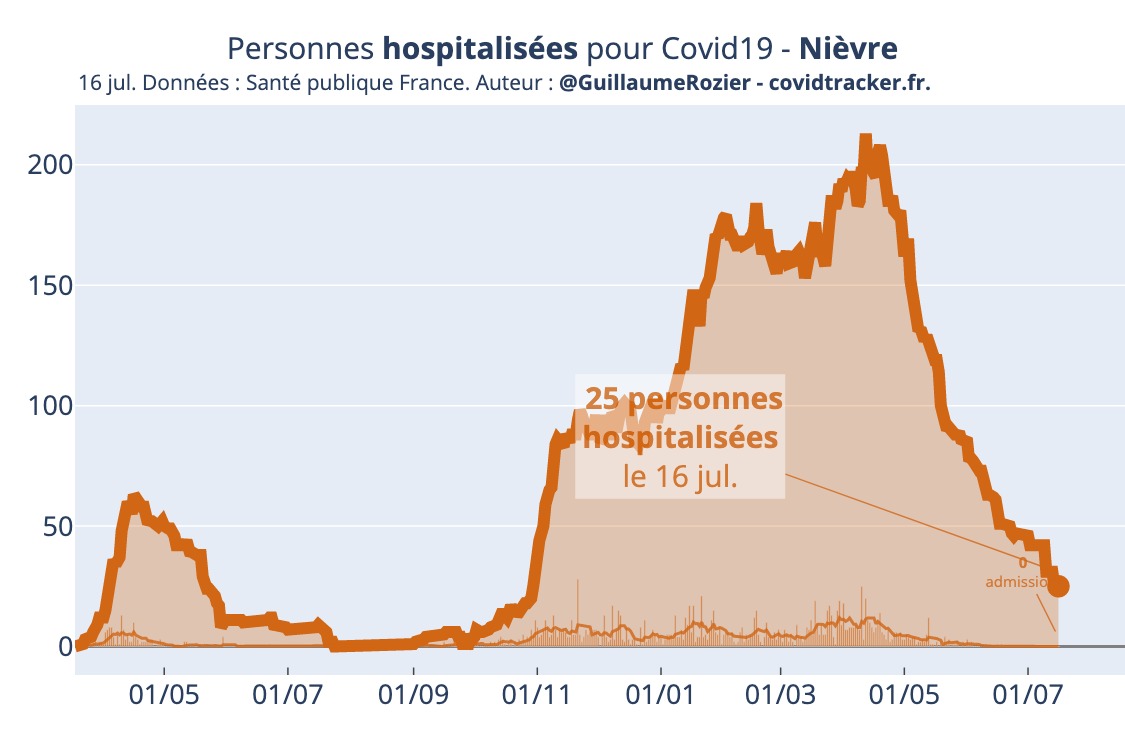 Personnes hospitalisées pour Covid19 - Nièvre
16 jul. Données : Santé publique France. Auteur : @GuillaumeRozier - covidtracker.fr.
200
150
100
50
0
25 personnes
hospitalisées
le 16 jul.
0
admissio
01/05 01/07 01/09 01/11 01/01 01/03 01/05 01/07